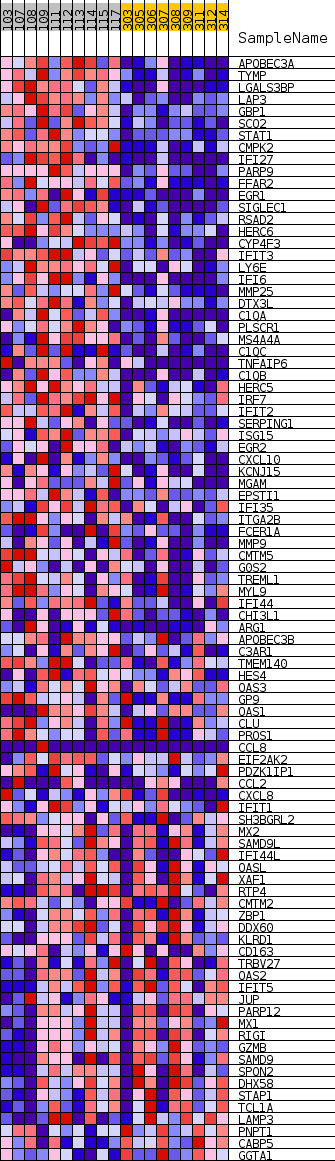 103 107 108 109 111 112 113 114 115 117 303 305 306 307 308 309 311 312 314
SampleName
APOBEC3A
TYMP
LGALS3BP
LAP3
GBP1
SCO2
STAT1
CMPK2
IFI27
PARP9
FFAR2
EGR1
SIGLEC1
RSAD2
HERC6
CYP4F3
IFIT3
LY6E
IFI6
MMP25
DTX3L
C1QA
PLSCR1
MS4A4A
C1QC
TNFAIP6
C1QB
HERC5
IRF7
IFIT2
SERPING1
ISG15
EGR2
CXCL10
KCNJ15
MGAM
EPSTI1
IFI35
ITGA2B
FCER1A
MMP9
CMTM5
G0S2
TREML1
MYL9
IFI44
CHI3L1
ARG1
APOBEC3B
C3AR1
TMEM140
HES4
OAS3
GP9
OAS1
CLU
PROS1
CCL8
EIF2AK2
PDZK1IP1
CCL2
CXCL8
IFIT1
SH3BGRL2
MX2
SAMD9L
IFI44L
OASL
XAF1
RTP4
CMTM2
ZBP1
DDX60
KLRD1
CD163
TRBV27
OAS2
IFIT5
JUP
PARP12
MX1
RIGI
GZMB
SAMD9
SPON2
DHX58
STAP1
TCL1A
LAMP3
PNPT1
CABP5
GGTA1